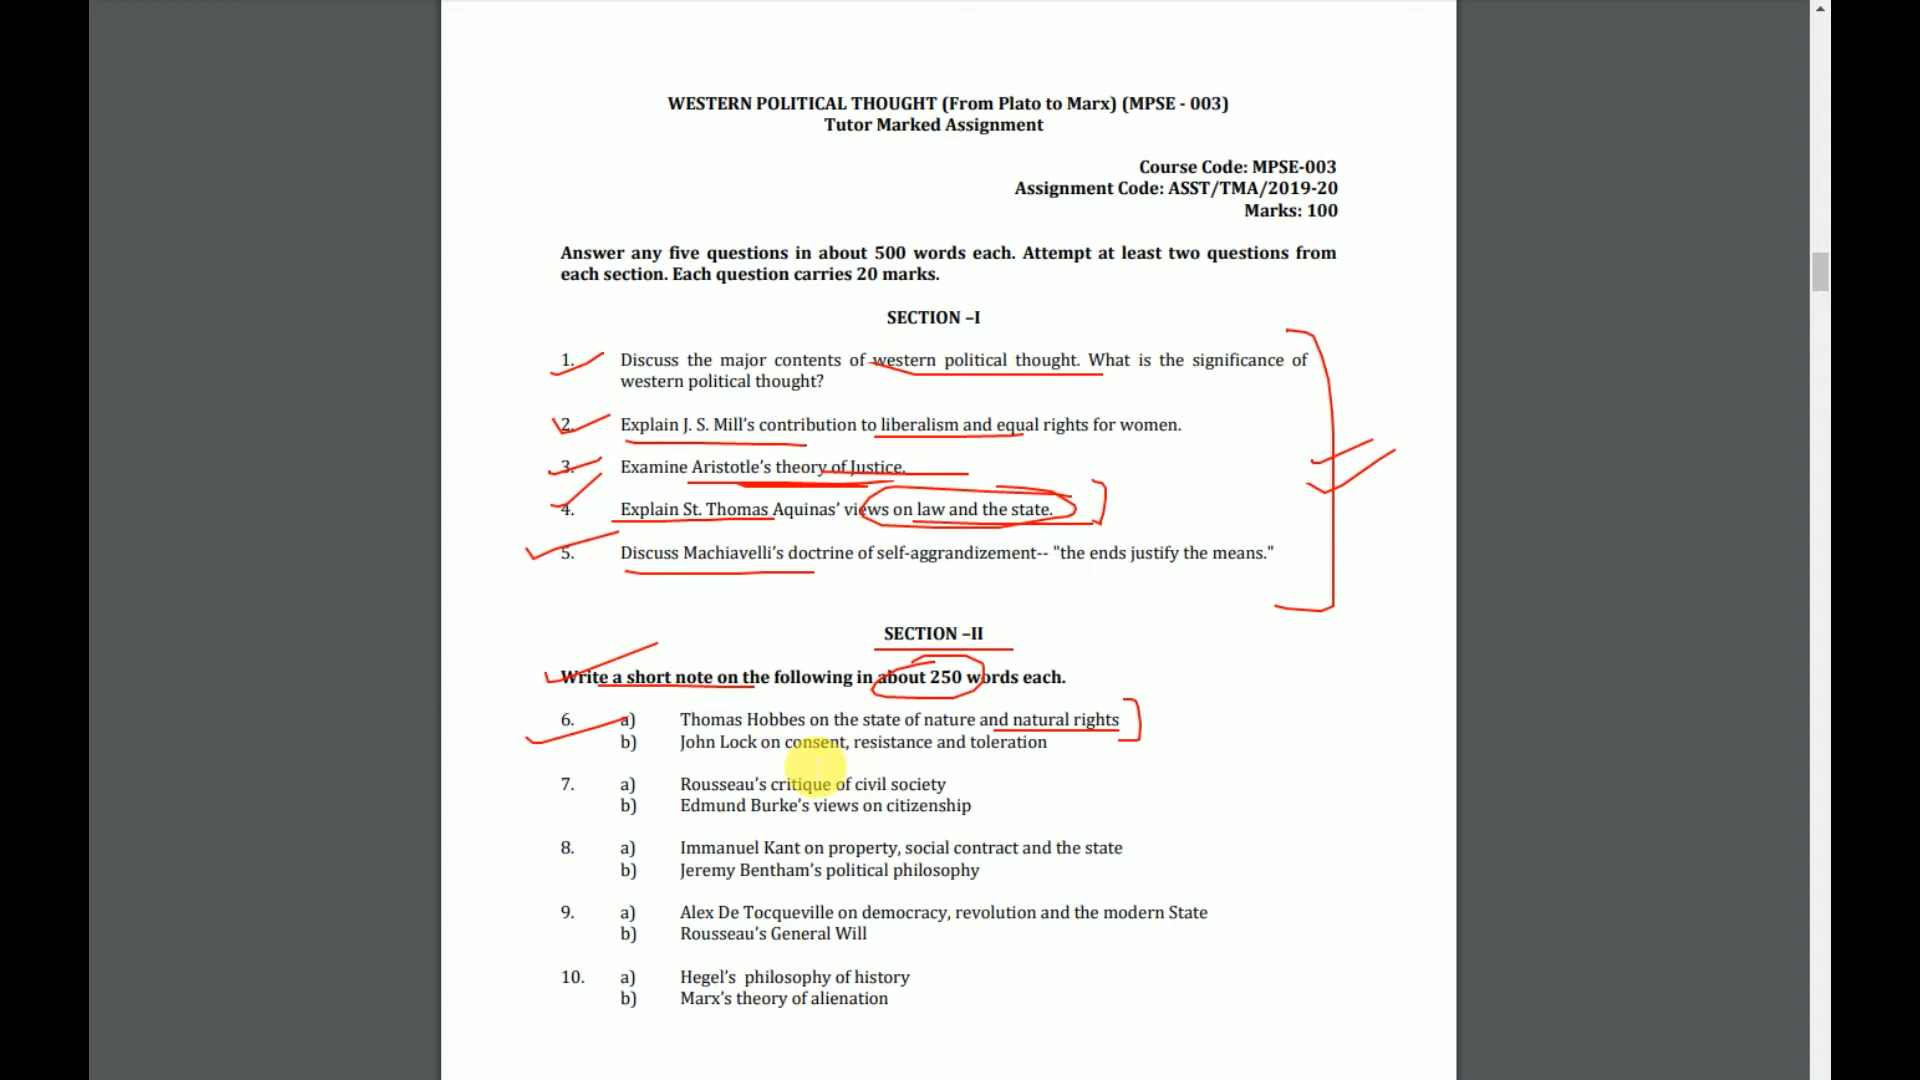 WESTERN POLITICAL THOUGHT (From Plato to Marx) (MPSE - 003)
Tutor Marked Assignment
Course Code: MPSE-003
Assignment Code: ASST/TMA/2019-20
Marks: 100
Answer any five questions in about 500 words each. Attempt at least two questions from
each section. Each question carries 20 marks.
SECTION –I
1. Discuss the major contents of western political thought. What is the significance of
western political thought?
2. Explain J. S. Mill’s contribution to liberalism and equal rights for women.
3. Examine Aristotle’s theory of Justice.
4. Explain St. Thomas Aquinas’ views on law and the state.
5. Discuss Machiavelli’s doctrine of self-aggrandizement-- "the ends justify the means."
SECTION –II
Write a short note on the following in about 250 words each.
6. a) Thomas Hobbes on the state of nature and natural rights
b) John Lock on consent, resistance and toleration
7. a) Rousseau’s critique of civil society
b) Edmund Burke’s views on citizenship
8. a) Immanuel Kant on property, social contract and the state
b) Jeremy Bentham’s political philosophy
9. a) Alex De Tocqueville on democracy, revolution and the modern State
b) Rousseau’s General Will
10. a) Hegel’s philosophy of history
b) Marx’s theory of alienation